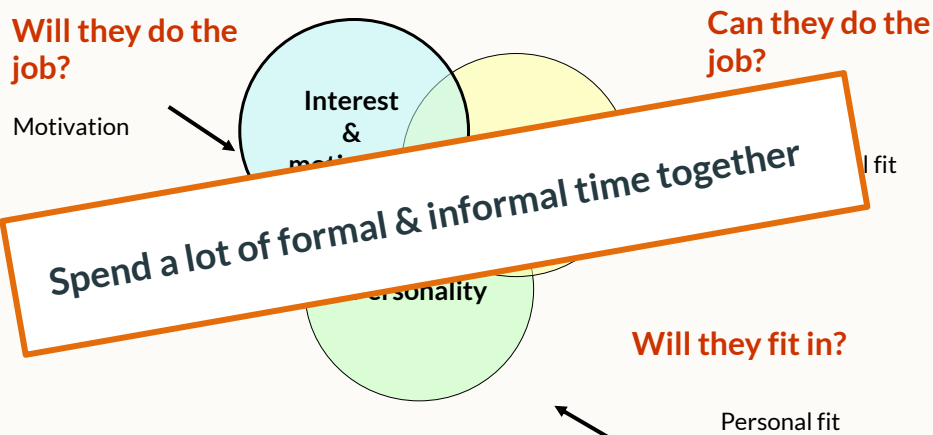 Will they do the
job?
Can they do the
job?
Motivation
Interest
&
fit
Spend a lot of formal & informal time together
Will they fit in?
Personal fit